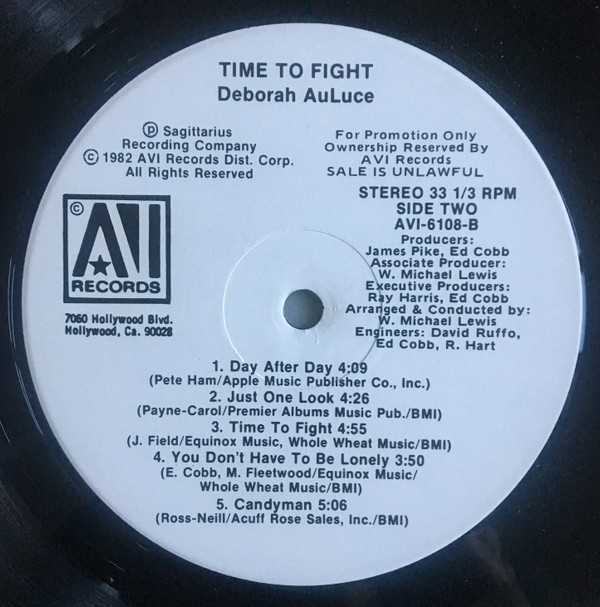 TIME TO FIGHT
Deborah AuLuce
℗ Sagittarius
Recording Company
© 1982 AVI Records Dist. Corp.
All Rights Reserved
For Promotion Only
Ownership Reserved By
AVI Records
SALE IS UNLAWFUL
© AVI
RECORDS
7060 Hollywood Blvd.
Hollywood, Ca. 90028
STEREO 33 1/3 RPM
SIDE TWO
AVI-6108-B
Producers:
James Pike, Ed Cobb
Associate Producer:
W. Michael Lewis
Executive Producers:
Ray Harris, Ed Cobb
Arranged & Conducted by:
W. Michael Lewis
Engineers: David Ruffo,
Ed Cobb, R. Hart
1. Day After Day 4:09
(Pete Ham/Apple Music Publisher Co., Inc.)
2. Just One Look 4:26
(Payne-Carol/Premier Albums Music Pub./BMI)
3. Time To Fight 4:55
(J. Field/Equinox Music, Whole Wheat Music/BMI)
4. You Don't Have To Be Lonely 3:50
(E. Cobb, M. Fleetwood/Equinox Music/
Whole Wheat Music/BMI)
5. Candyman 5:06
(Ross-Neill/Acuff Rose Sales, Inc./BMI)